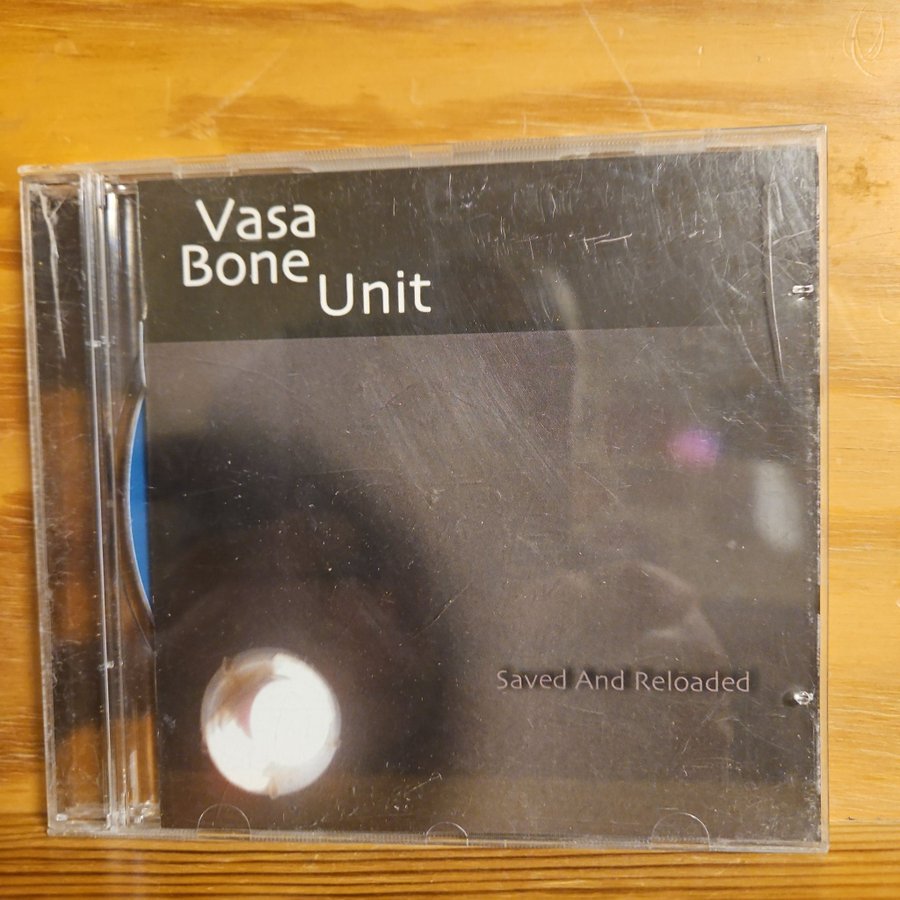 Vasa
Bone
Unit
Saved And Reloaded